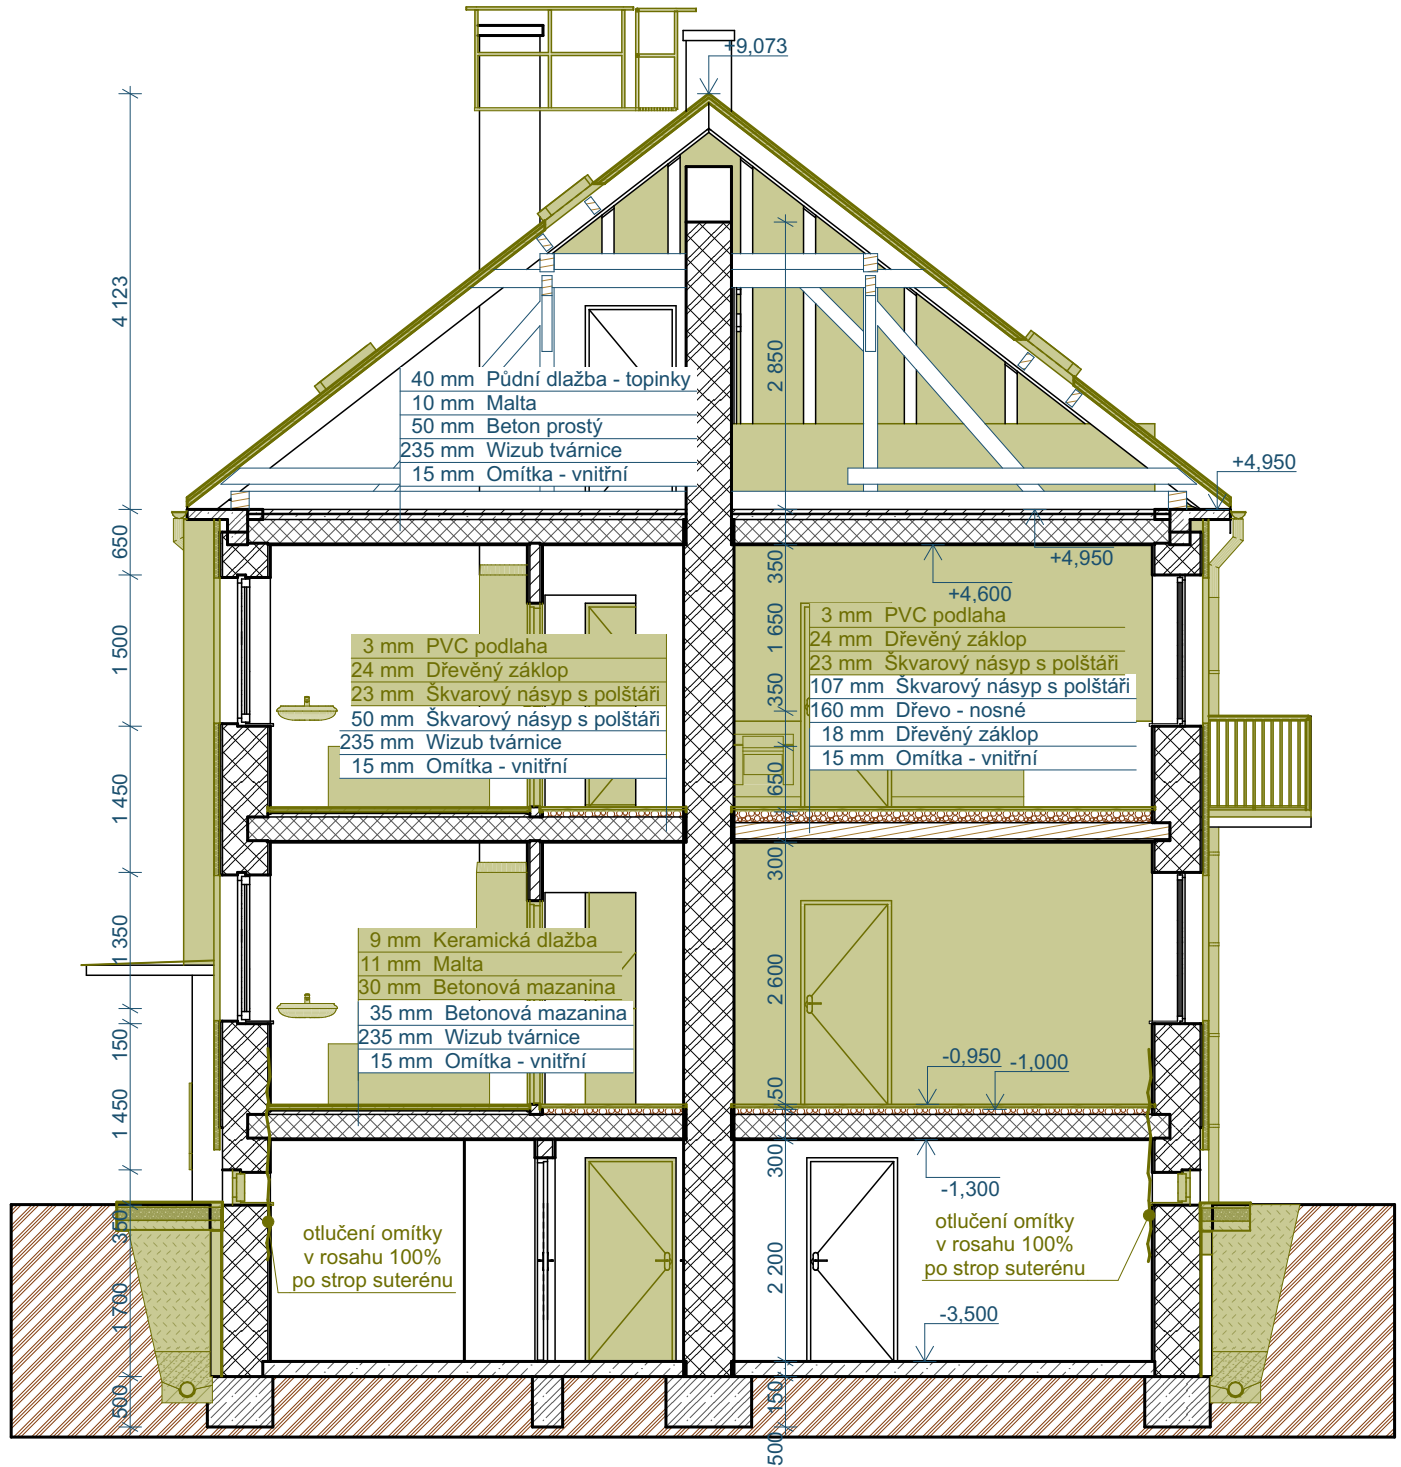 +9,073
4 123
2 850
40 mm Půdní dlažba - topinky
10 mm Malta
50 mm Beton prostý
235 mm Wizub tvárnice
15 mm Omítka - vnitřní
+4,950
650
+4,950
350
+4,600
1 500
1 650
3 mm PVC podlaha
24 mm Dřevěný záklop
23 mm Škvarový násyp s polštáři
50 mm Škvarový násyp s polštáři
235 mm Wizub tvárnice
15 mm Omítka - vnitřní
3 mm PVC podlaha
24 mm Dřevěný záklop
23 mm Škvarový násyp s polštáři
107 mm Škvarový násyp s polštáři
160 mm Dřevo - nosné
18 mm Dřevěný záklop
15 mm Omítka - vnitřní
350
1 450
650
300
1 350
9 mm Keramická dlažba
11 mm Malta
30 mm Betonová mazanina
35 mm Betonová mazanina
235 mm Wizub tvárnice
15 mm Omítka - vnitřní
2 600
150
-0,950
-1,000
50
1 450
300
-1,300
350
otlučení omítky
v rosahu 100%
po strop suterénu
otlučení omítky
v rosahu 100%
po strop suterénu
2 200
1 700
-3,500
150
500
500